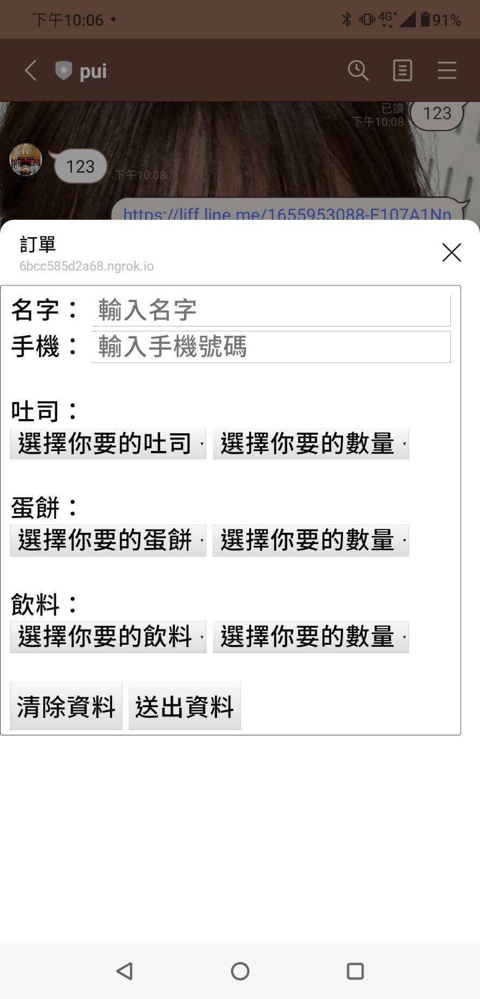 下午10:06 •
4G+ 91%
pui
已讀
下午10:08
123
123
下午10:08
https://liff.line.me/1655953088-F107A1Nn
訂單
6bcc585d2a68.ngrok.io
名字： 輸入名字
手機： 輸入手機號碼
吐司：
選擇你要的吐司 選擇你要的數量
蛋餅：
選擇你要的蛋餅 選擇你要的數量
飲料：
選擇你要的飲料 選擇你要的數量
清除資料 送出資料